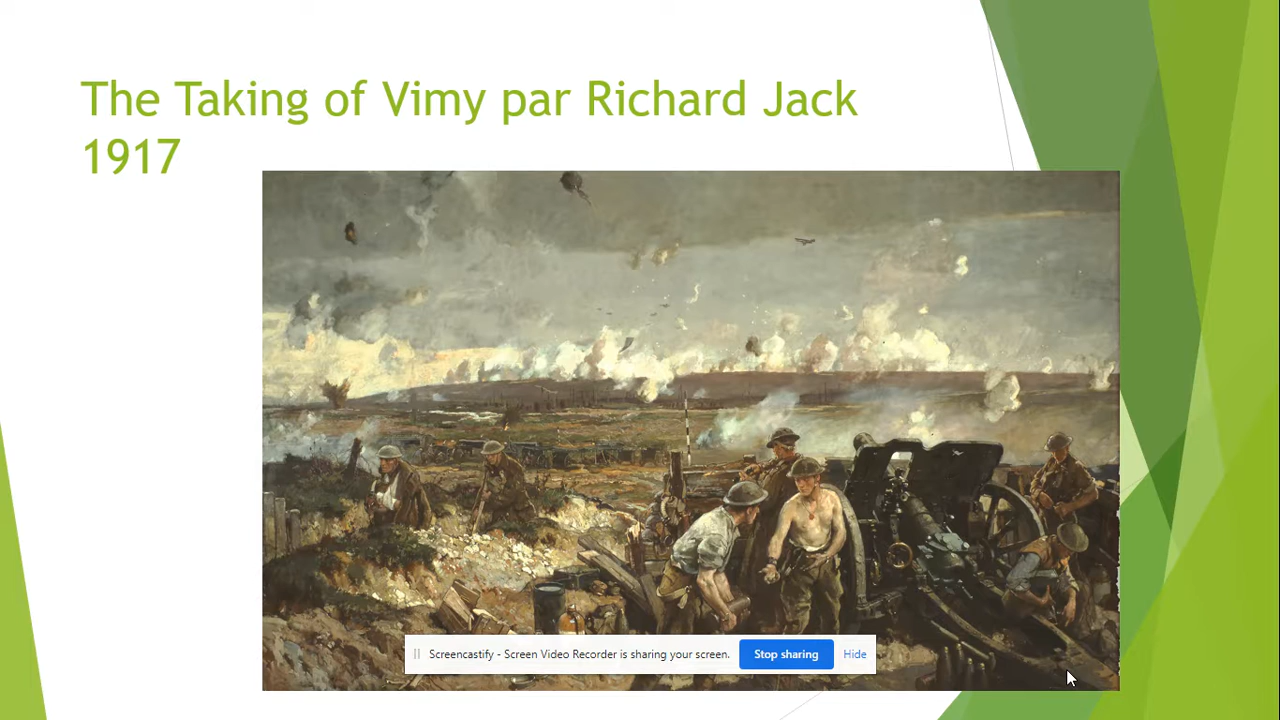 The Taking of Vimy par Richard Jack
1917
Screencastify - Screen Video Recorder is sharing your screen. Stop sharing Hide